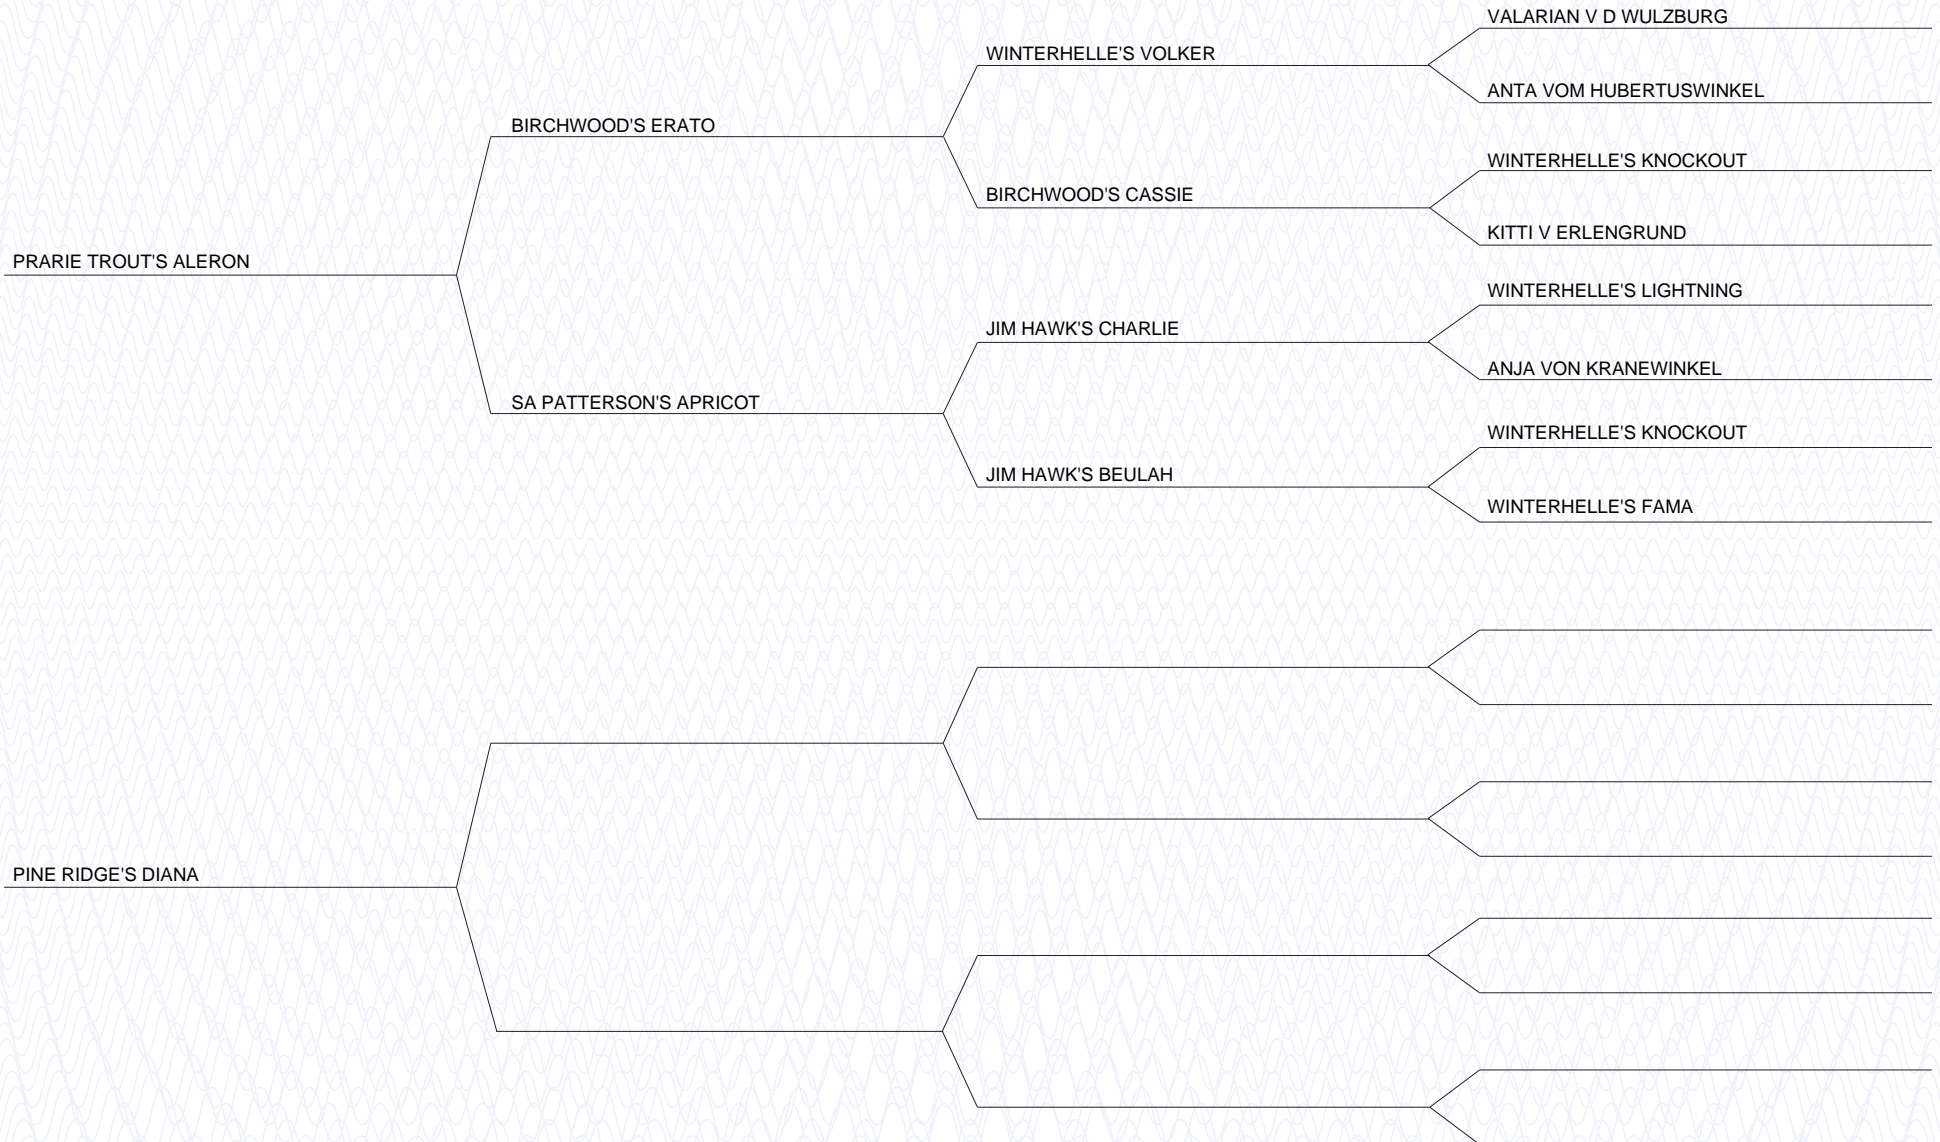 VALARIAN V D WULZBURG
WINTERHELLE'S VOLKER
ANTA VOM HUBERTUSWINKEL
BIRCHWOOD'S ERATO
WINTERHELLE'S KNOCKOUT
BIRCHWOOD'S CASSIE
KITTI V ERLENGRUND
PRARIE TROUT'S ALERON
WINTERHELLE'S LIGHTNING
JIM HAWK'S CHARLIE
ANJA VON KRANEWINKEL
SA PATTERSON'S APRICOT
WINTERHELLE'S KNOCKOUT
JIM HAWK'S BEULAH
WINTERHELLE'S FAMA
PINE RIDGE'S DIANA